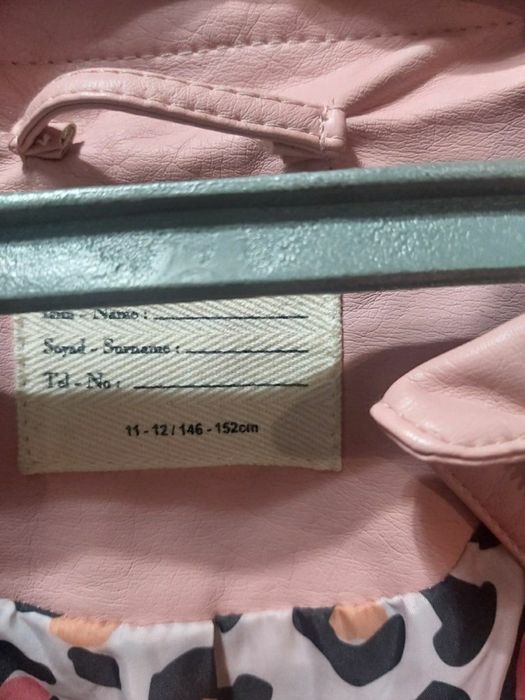 İsim - Name :
Soyad - Surname :
Tel - No :
11 - 12 / 146 - 152cm